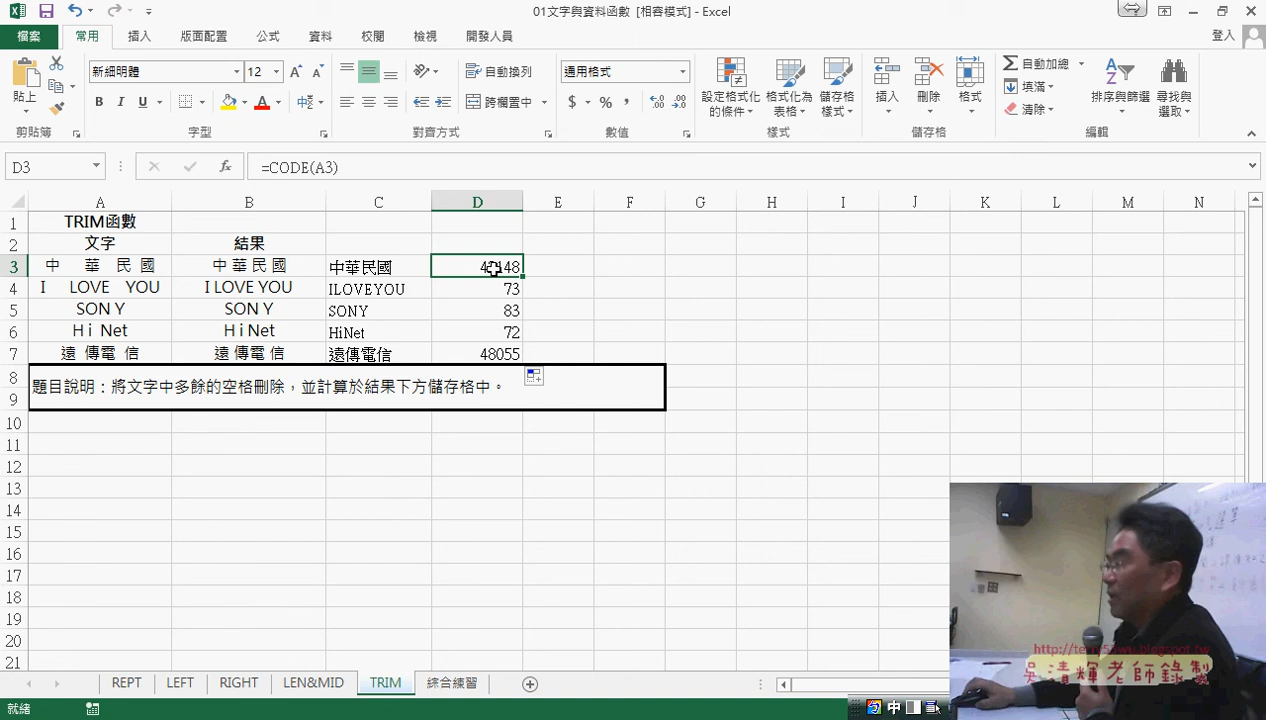 01文字與資料函數 [相容模式] - Excel
檔案 常用 插入 版面配置 公式 資料 校閱 檢視 開發人員 登入
新細明體 12 自動換列 通用格式 自動加總
貼上 跨欄置中 設定格式化的條件 格式化為表格 儲存格樣式 插入 刪除 格式 填滿 清除 排序與篩選 尋找與選取
剪貼簿 字型 對齊方式 數值 樣式 儲存格 編輯
D3 =CODE(A3)
A B C D E F G H I J K L M N
1 TRIM函數
2 文字 結果
3 中 華 民 國 中 華 民 國 中華民國
4 I LOVE YOU I LOVE YOU ILOVEYOU 73
5 SON Y SON Y SONY 83
6 H i Net H i Net HiNet 72
7 遠 傳電 信 遠 傳電 信 遠傳電信 48055
8 題目說明：將文字中多餘的空格刪除，並計算於結果下方儲存格中。
9
10
11
12
13
14
15
16
17
18
19
20
21
http://terry55wu.blogspot.tw
吳清輝老師錄製
REPT LEFT RIGHT LEN&MID TRIM 綜合練習
就緒 中